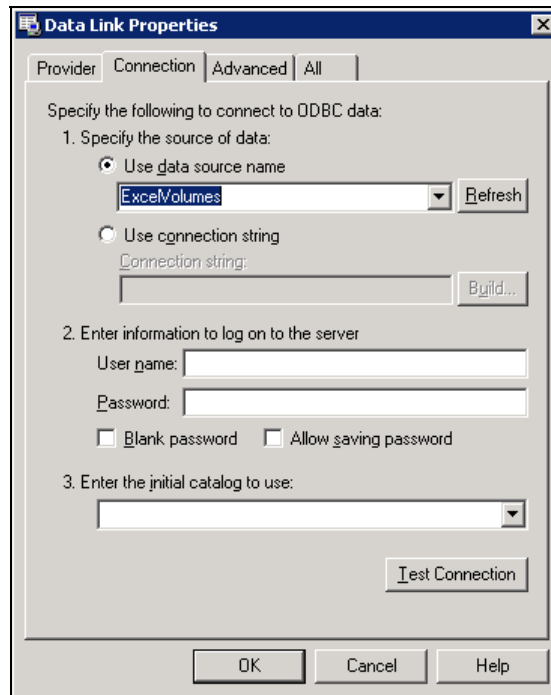 Data Link Properties
Provider Connection Advanced All
Specify the following to connect to ODBC data:
1. Specify the source of data:
Use data source name
ExcelVolumes Refresh
Use connection string
Connection string:
Build...
2. Enter information to log on to the server
User name:
Password:
Blank password Allow saving password
3. Enter the initial catalog to use:
Test Connection
OK Cancel Help